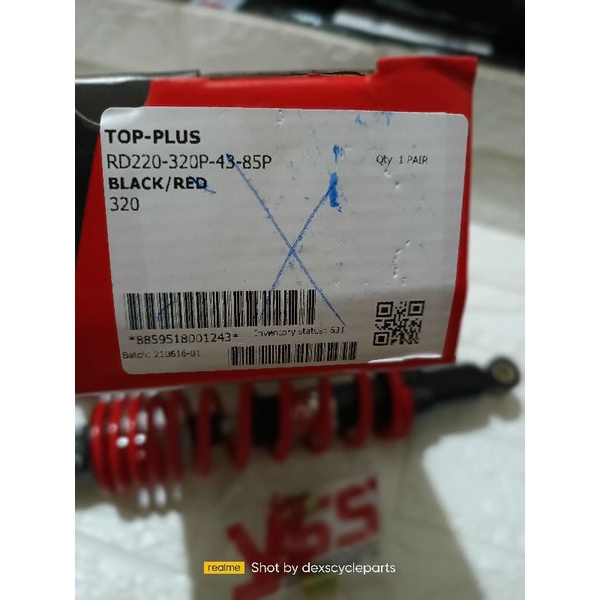 TOP-PLUS
RD220-320P-43-85P
Qty: 1 PAIR
BLACK/RED
320
*8859518001243*
Inventory status: 631
Batch: 210616-01
YSS
realme Shot by dexscycleparts